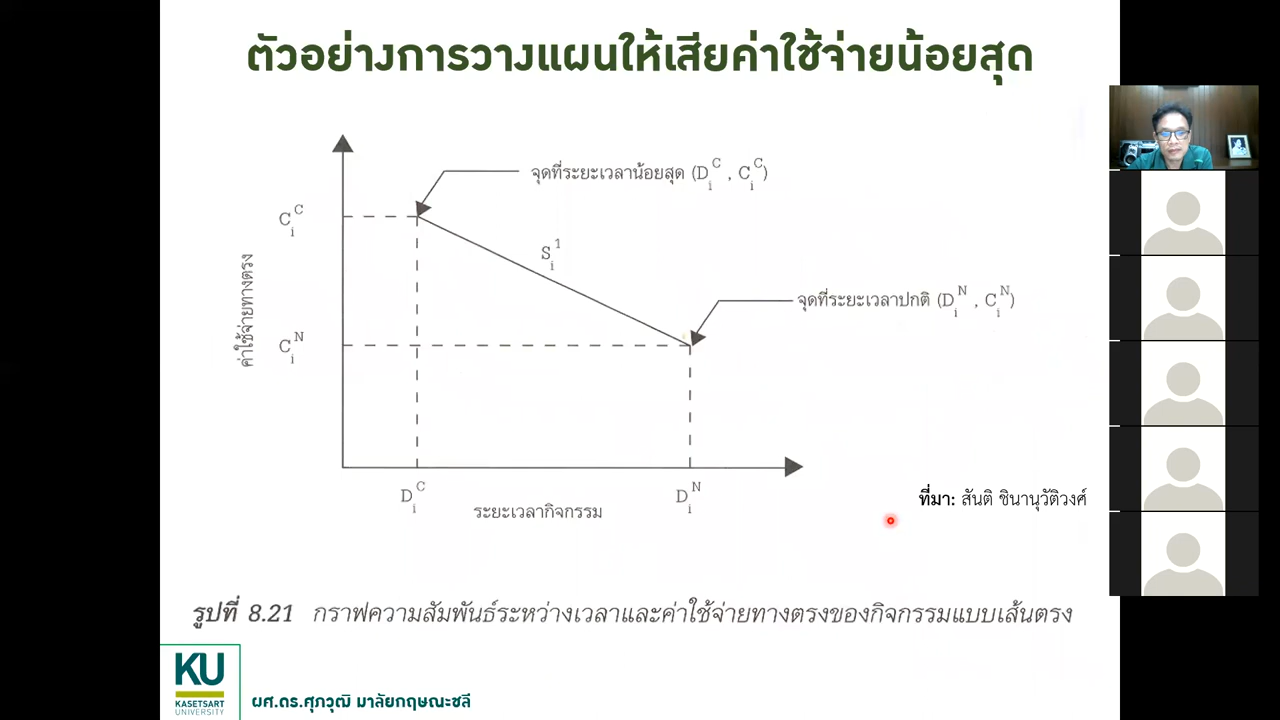 ตัวอย่างการวางแผนให้เสียค่าใช้จ่ายน้อยสุด
จุดที่ระยะเวลาน้อยสุด (D_i^C , C_i^C)
C_i^C
S_i^1
ค่าใช้จ่ายทางตรง
จุดที่ระยะเวลาปกติ (D_i^N , C_i^N)
C_i^N
D_i^C
D_i^N
ระยะเวลากิจกรรม
ที่มา: สันติ ชินานุวัติวงศ์
รูปที่ 8.21 กราฟความสัมพันธ์ระหว่างเวลาและค่าใช้จ่ายทางตรงของกิจกรรมแบบเส้นตรง
KU
KASETSART
UNIVERSITY
ผศ.ดร.ศุภวุฒิ มาลัยกฤษณะชลี